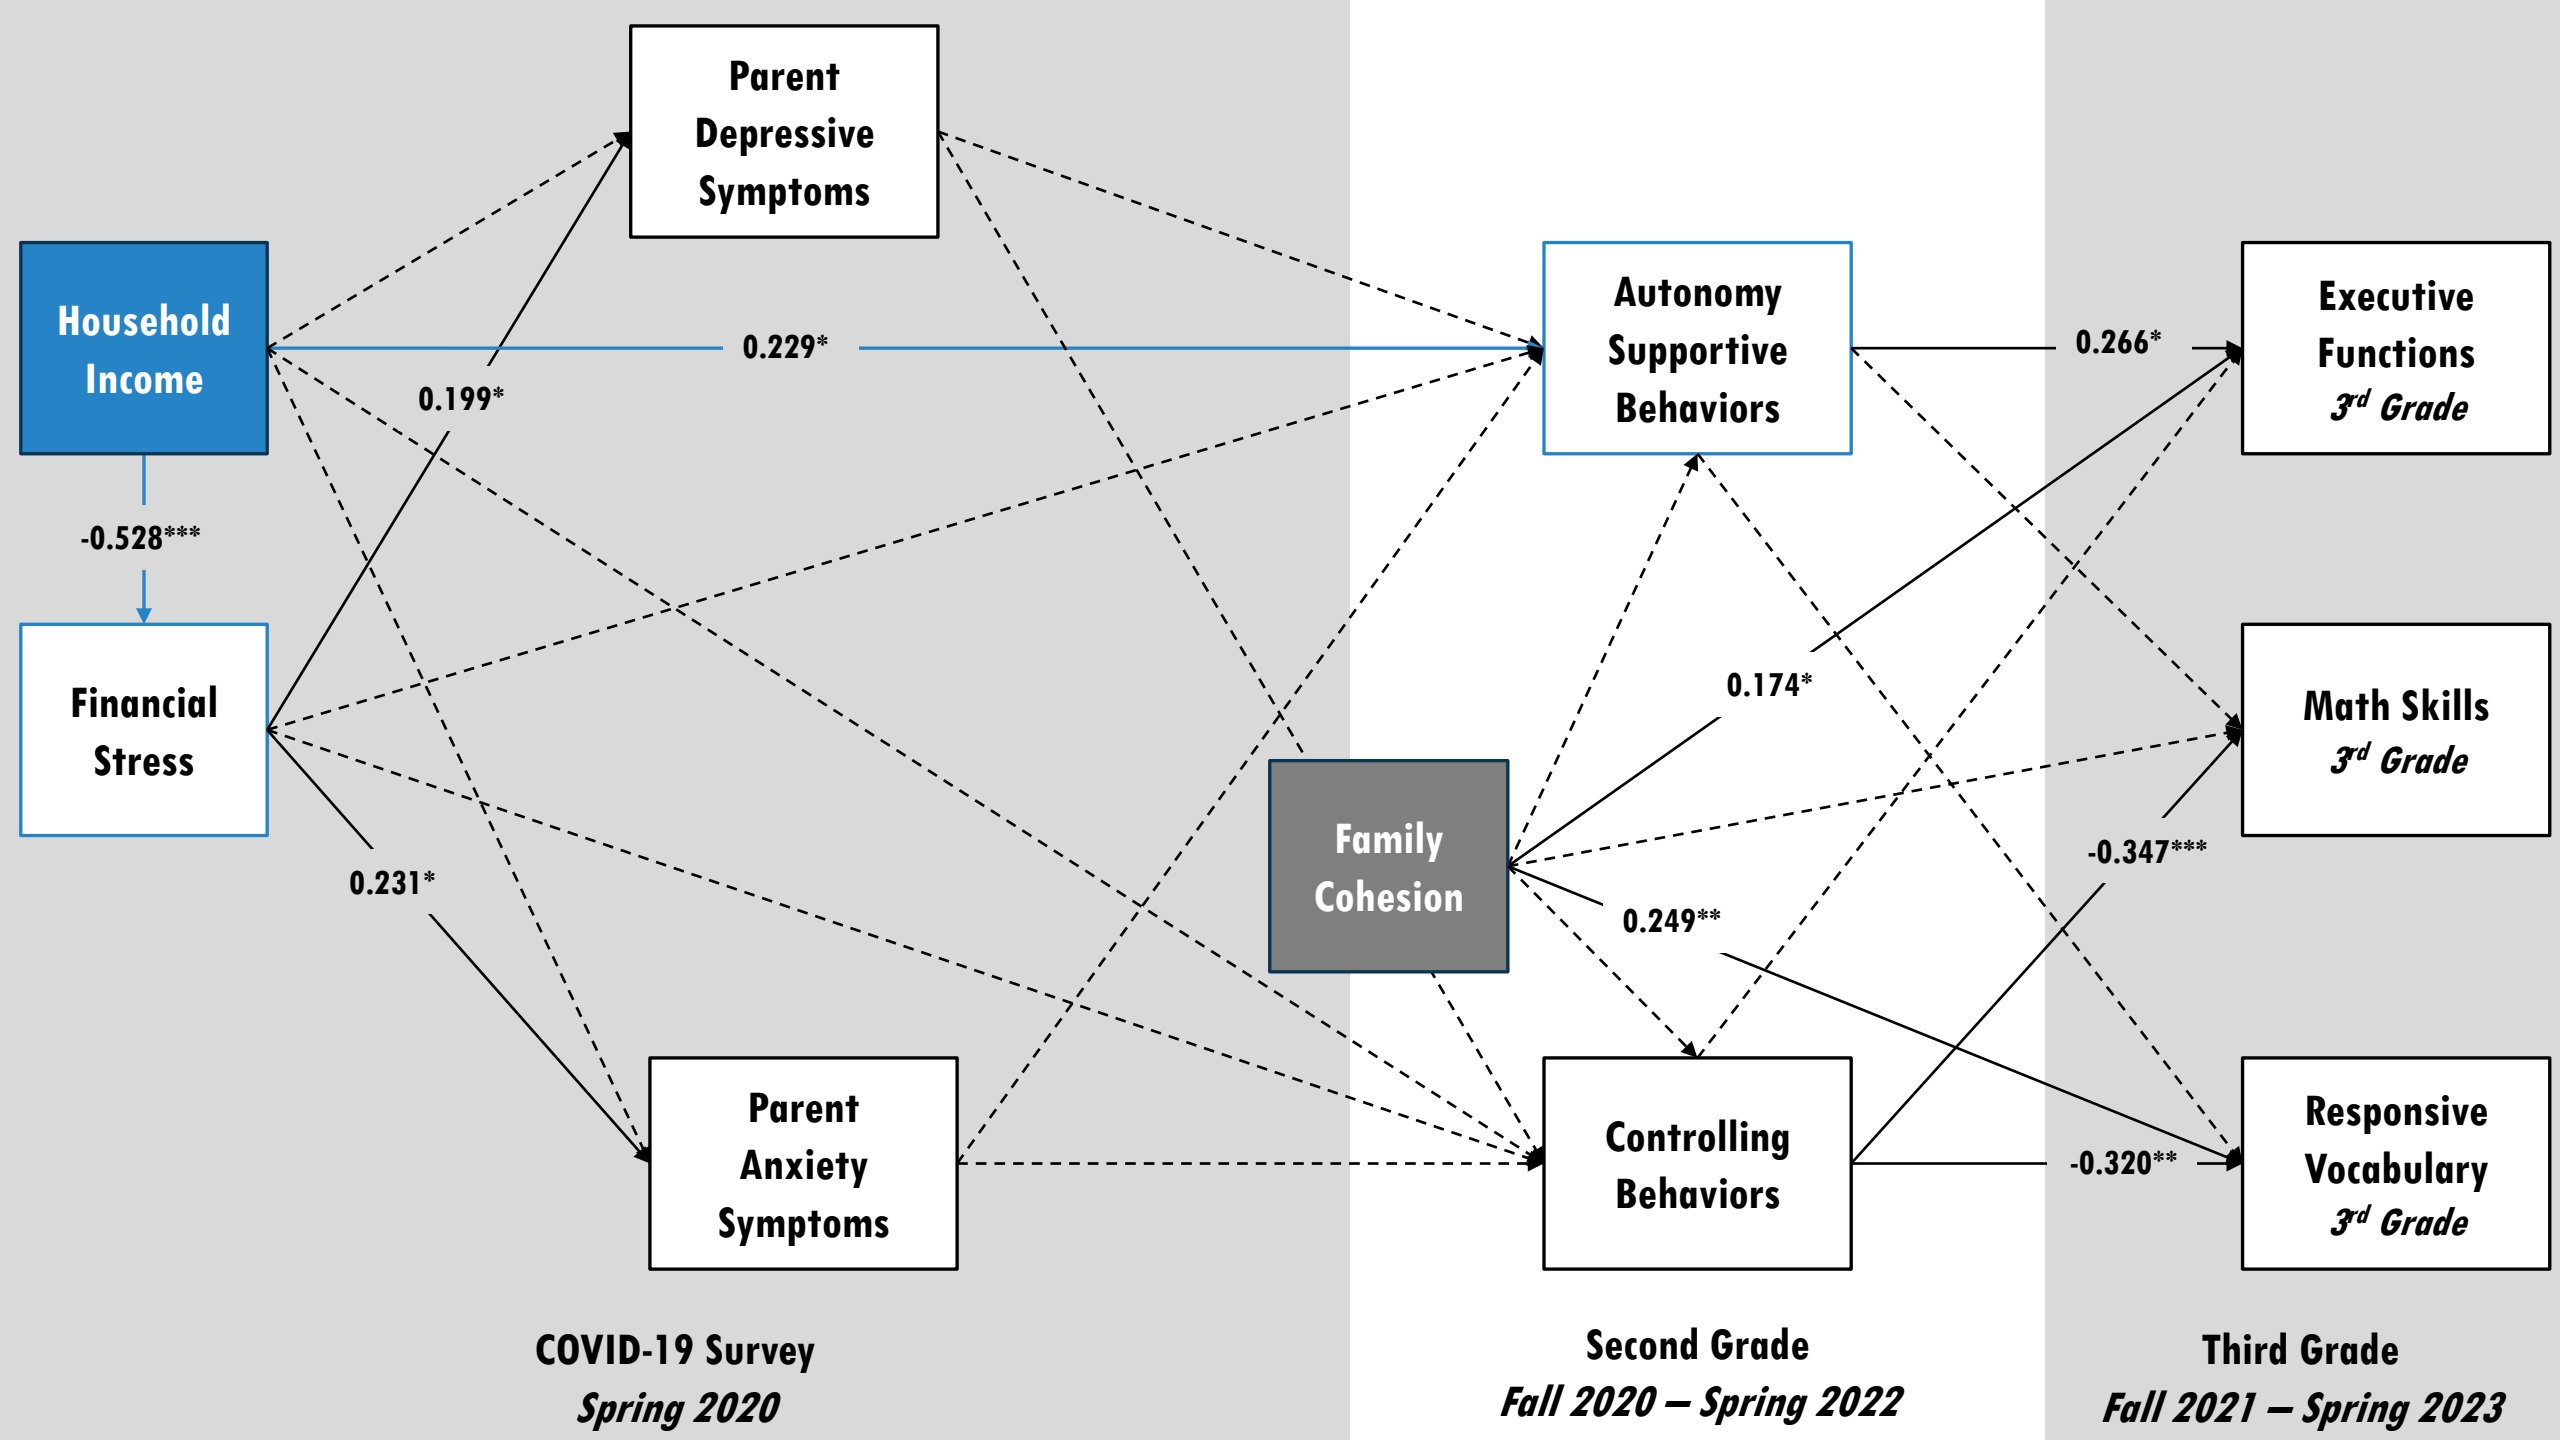 Parent
Depressive
Symptoms
Household
Income
0.229*
0.199*
-0.528***
Financial
Stress
0.231*
Parent
Anxiety
Symptoms
Autonomy
Supportive
Behaviors
0.266*
Executive
Functions
3rd Grade
0.174*
Math Skills
3rd Grade
Family
Cohesion
0.249**
-0.347***
Controlling
Behaviors
-0.320**
Responsive
Vocabulary
3rd Grade
COVID-19 Survey
Spring 2020
Second Grade
Fall 2020 – Spring 2022
Third Grade
Fall 2021 – Spring 2023